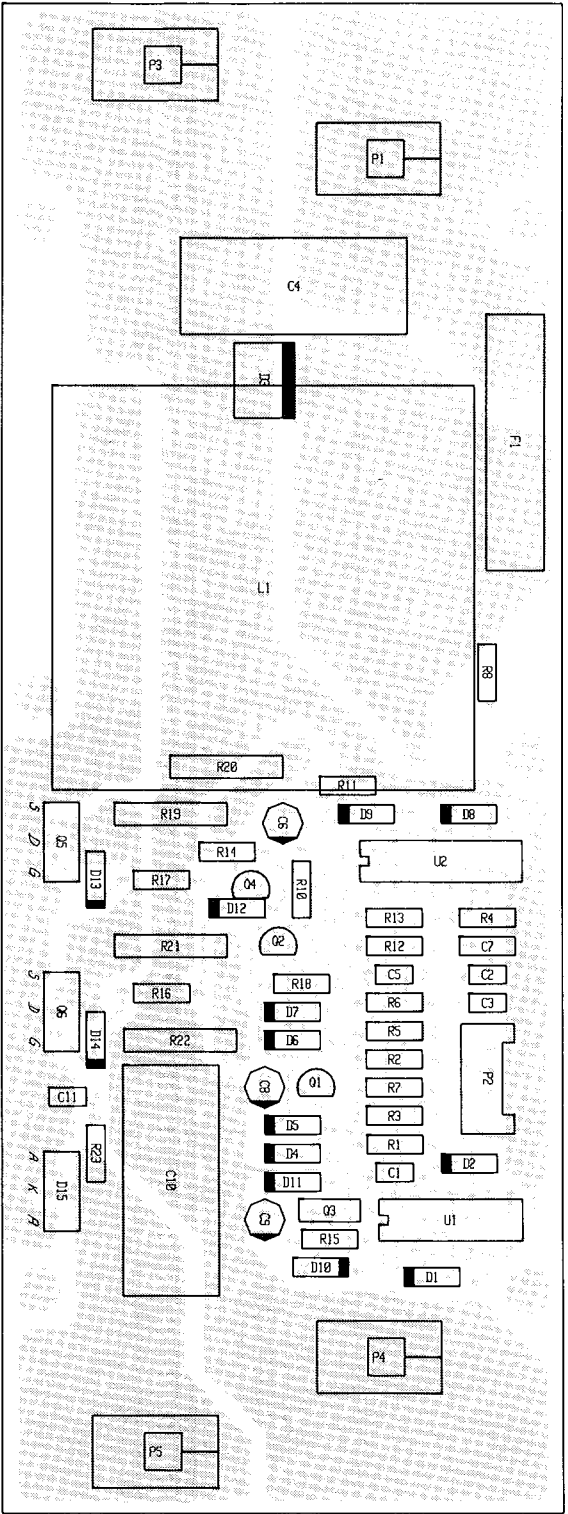 P3
P1
C4
D3
F1
L1
R8
R20
R11
S
D
G
Q5
R19
C6
D9
D8
R14
U2
D13
R17
Q4
R10
D12
R13
R4
R21
Q2
R12
C7
S
D
G
Q6
R16
R18
C5
C2
D7
R6
C3
D14
R22
D6
R5
R2
P2
C11
C8
Q1
R7
D5
R3
R23
C10
D4
R1
D2
A
K
A
D15
D11
C1
C9
Q3
U1
R15
D10
D1
P4
P5